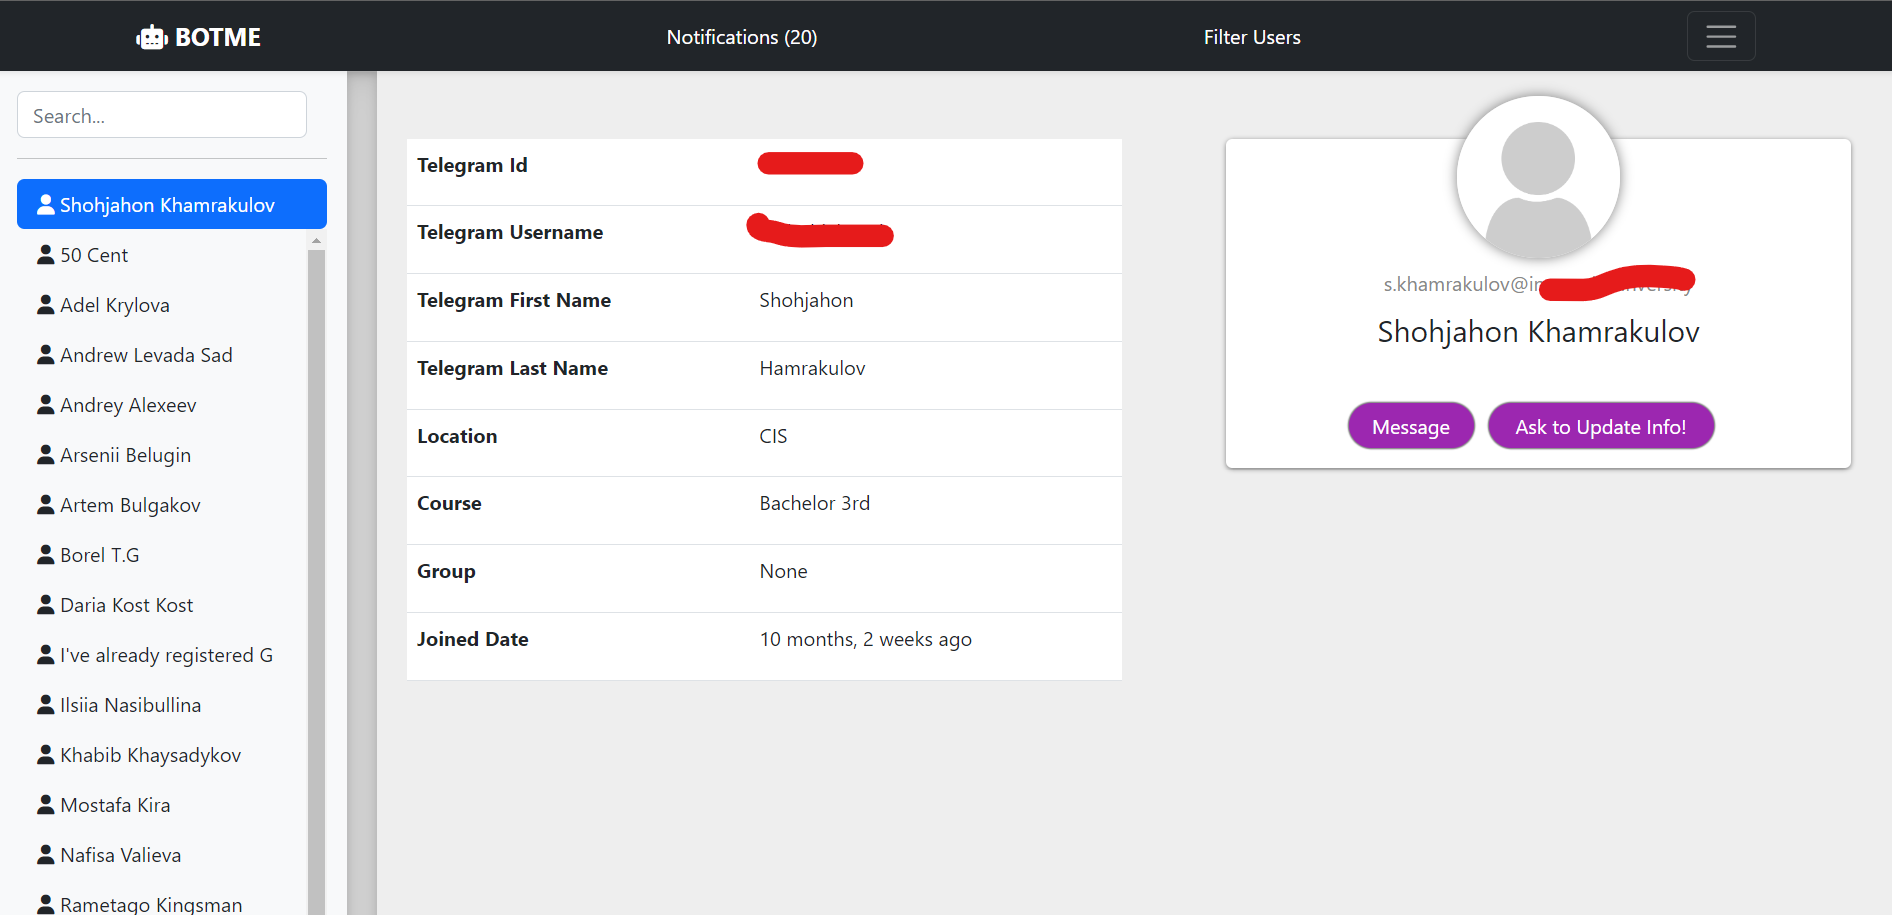 BOTME
Notifications (20)
Filter Users
Search...
Shohjahon Khamrakulov
50 Cent
Adel Krylova
Andrew Levada Sad
Andrey Alexeev
Arsenii Belugin
Artem Bulgakov
Borel T.G
Daria Kost Kost
I've already registered G
Ilsiia Nasibullina
Khabib Khaysadykov
Mostafa Kira
Nafisa Valieva
Rametago Kingsman
Telegram Id
Telegram Username
Telegram First Name Shohjahon
Telegram Last Name Hamrakulov
Location CIS
Course Bachelor 3rd
Group None
Joined Date 10 months, 2 weeks ago
s.khamrakulov@
Shohjahon Khamrakulov
Message
Ask to Update Info!